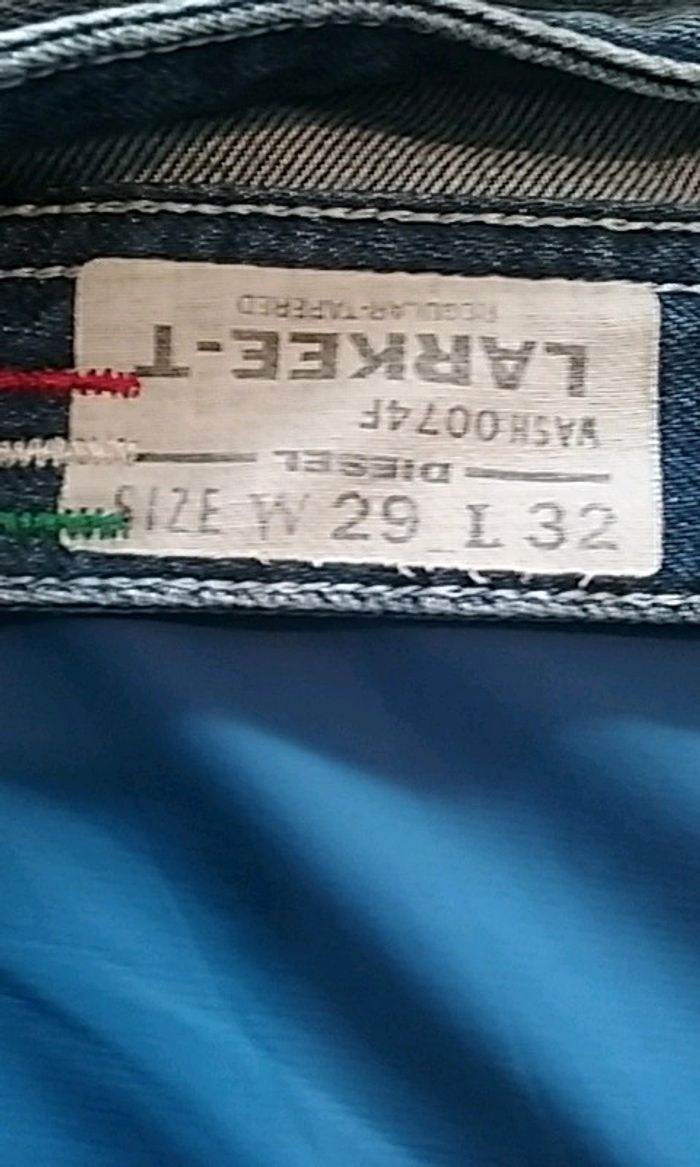 DIESEL
WASH 0074F
LARKEE-T
REGULAR-TAPERED
SIZE W 29 L 32